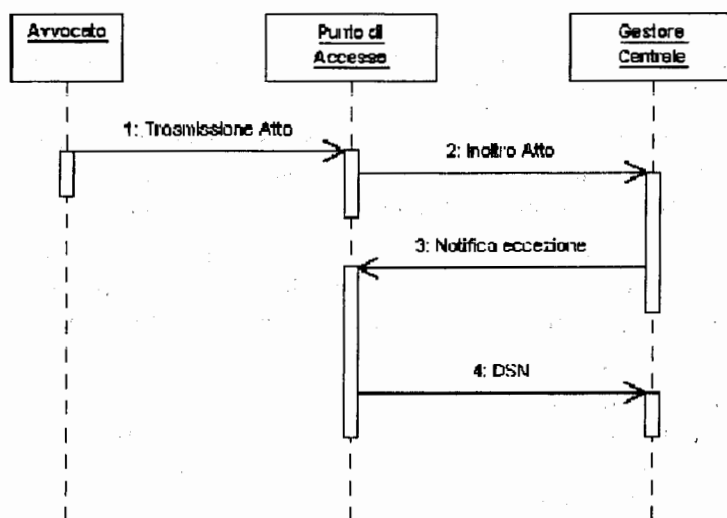 Avvocato
Punto di
Accesso
Gestore
Centrale
1: Trasmissione Atto
2: Inoltro Atto
3: Notifica eccezione
4: DSN